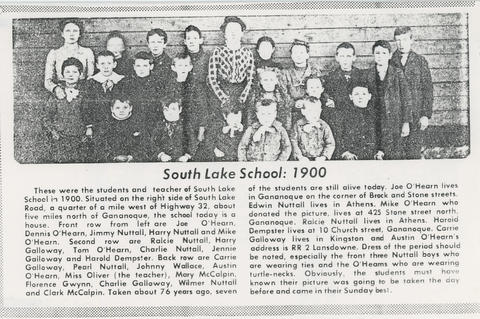 South Lake School: 1900
These were the students and teacher of South Lake
School in 1900. Situated on the right side of South Lake
Road, a quarter of a mile west of Highway 32, about
five miles north of Gananoque, the school today is a
house. Front row from left are Joe O'Hearn,
Dennis O'Hearn, Jimmy Nuttall, Harry Nuttall and Mike
O'Hearn. Second row are Ralcie Nuttall, Harry
Galloway, Tom O'Hearn, Charlie Nuttall, Jennie
Galloway and Harold Dempster. Back row are Carrie
Galloway, Pearl Nuttall, Johnny Wallace, Austin
O'Hearn, Miss Oliver (the teacher), Mary McCalpin,
Florence Gwynn, Charlie Galloway, Wilmer Nuttall
and Clark McCalpin. Taken about 76 years ago, seven
of the students are still alive today. Joe O'Hearn lives
in Gananoque on the corner of Beck and Stone streets.
Edwin Nuttall lives in Athens, Mike O'Hearn who
donated the picture, lives at 425 Stone street north,
Gananoque, Ralcie Nuttall lives in Athens. Harold
Dempster lives at 10 Church street, Gananoque. Carrie
Galloway lives in Kingston and Austin O'Hearn's
address is RR 2 Lansdowne. Dress of the period should
be noted, especially the front three Nuttall boys who
are wearing ties and the O'Hearns who are wearing
turtle-necks. Obviously, the students must have
known their picture was going to be taken the day
before and came in their Sunday best.